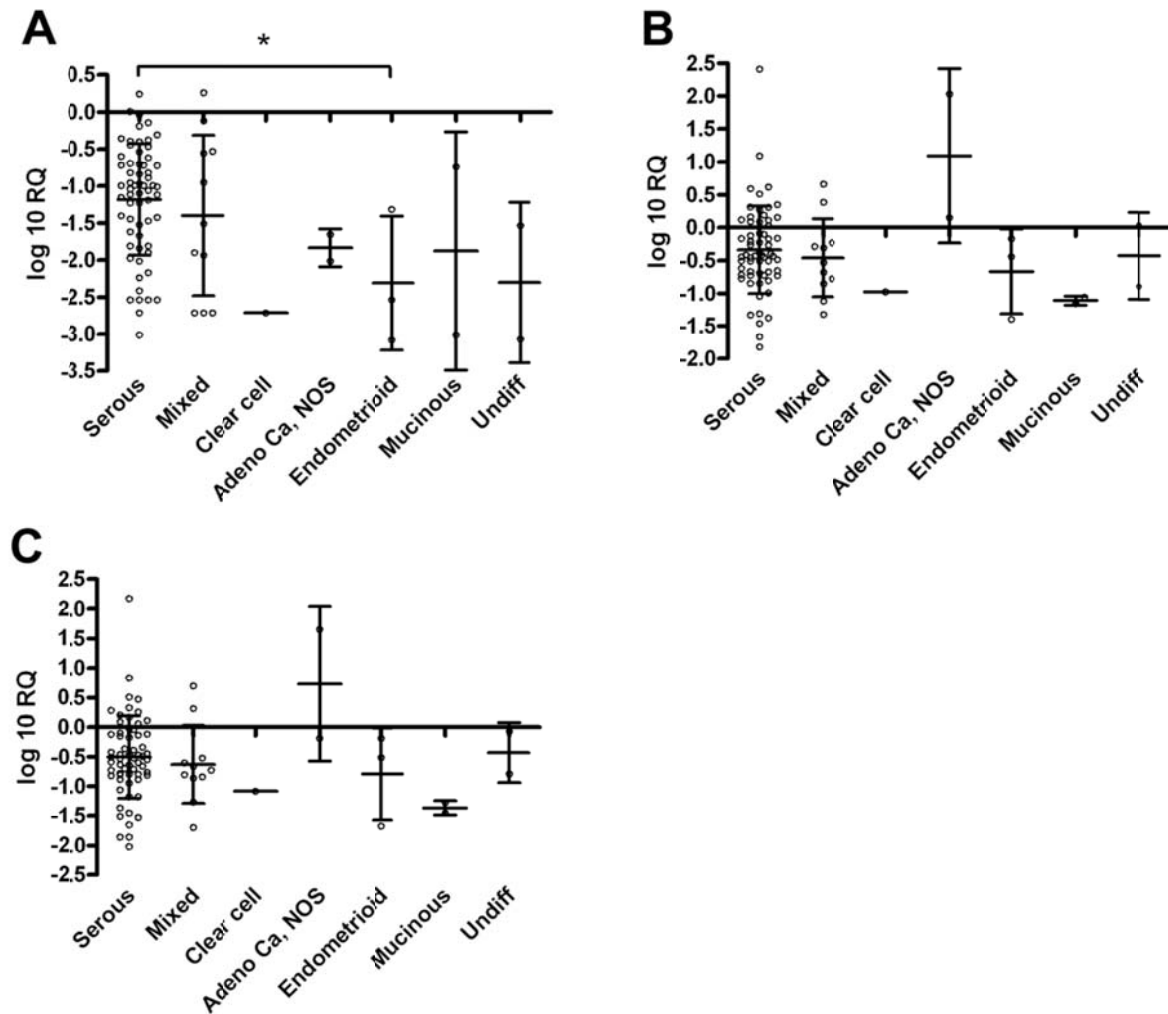 A
*
log 10 RQ
0.5
0.0
-0.5
-1.0
-1.5
-2.0
-2.5
-3.0
-3.5
Serous
Mixed
Clear cell
Adeno Ca, NOS
Endometrioid
Mucinous
Undiff
B
log 10 RQ
2.5
2.0
1.5
1.0
0.5
0.0
-0.5
-1.0
-1.5
-2.0
Serous
Mixed
Clear cell
Adeno Ca, NOS
Endometrioid
Mucinous
Undiff
C
log 10 RQ
2.5
2.0
1.5
1.0
0.5
0.0
-0.5
-1.0
-1.5
-2.0
-2.5
Serous
Mixed
Clear cell
Adeno Ca, NOS
Endometrioid
Mucinous
Undiff